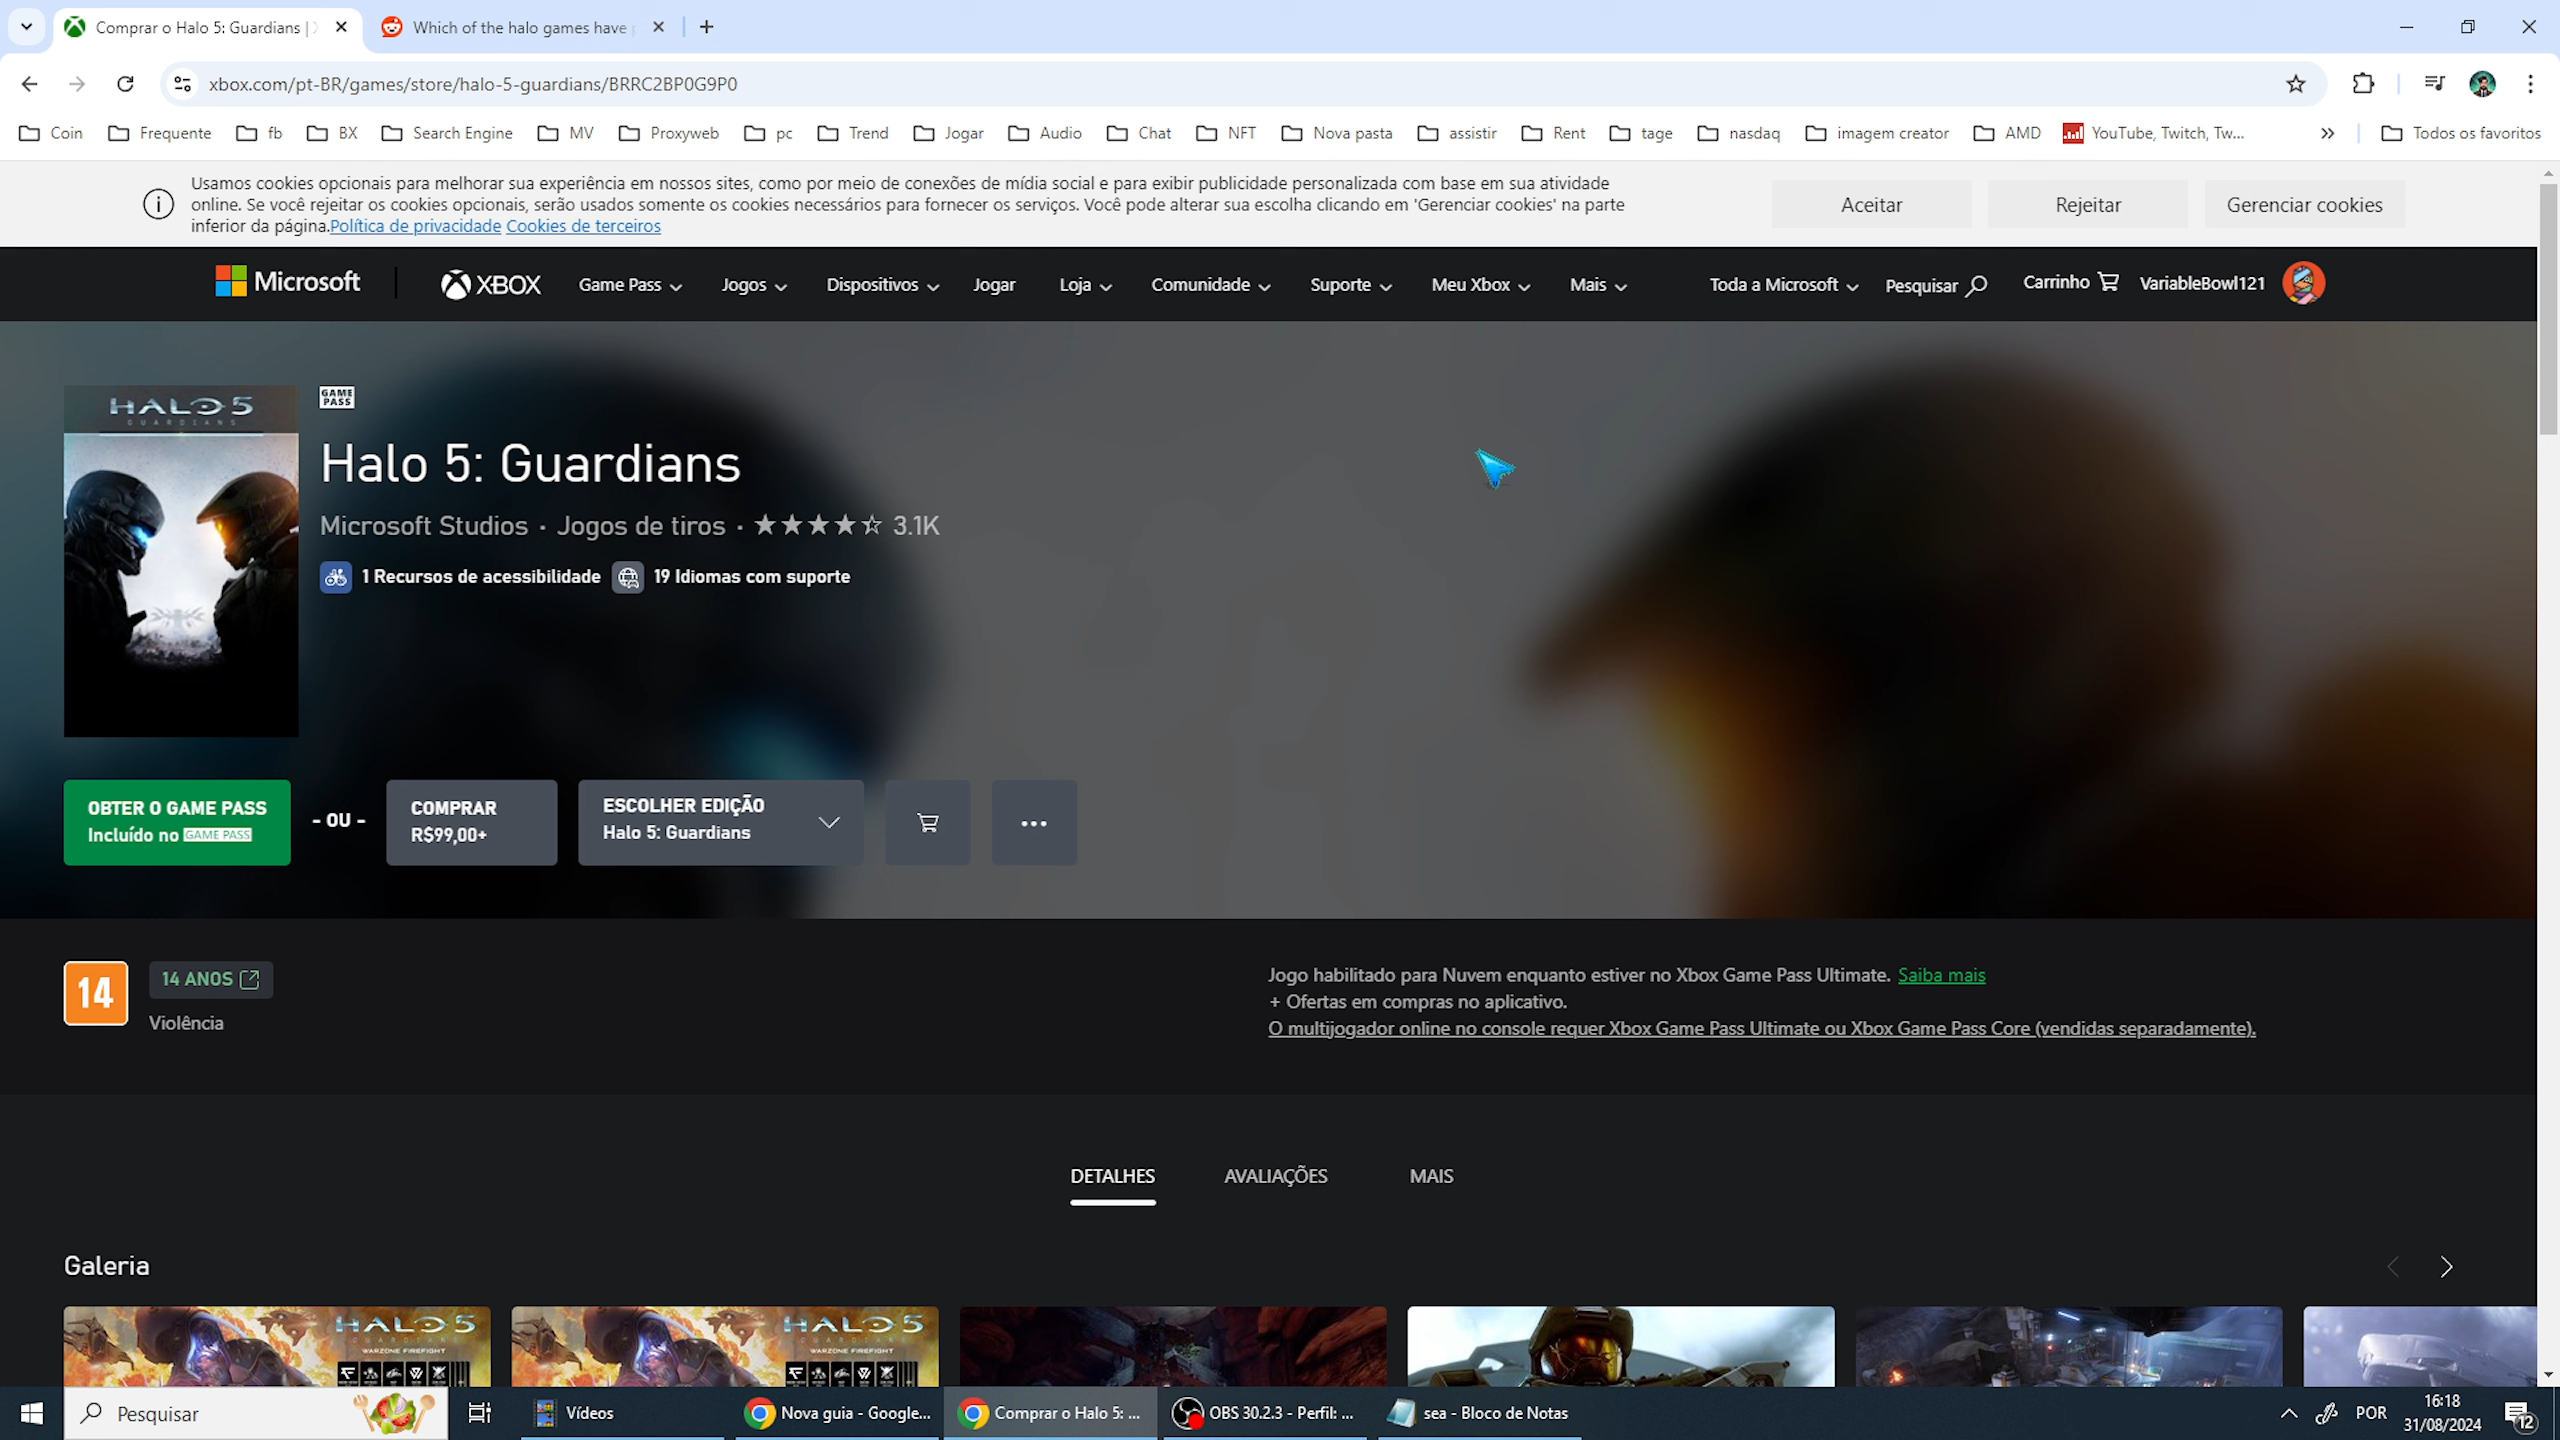 Comprar o Halo 5: Guardians |
Which of the halo games have
xbox.com/pt-BR/games/store/halo-5-guardians/BRRC2BP0G9P0
Coin Frequente fb BX Search Engine MV Proxyweb pc Trend Jogar Audio Chat NFT Nova pasta assistir Rent tage nasdaq imagem creator AMD YouTube, Twitch, Tw... » Todos os favoritos
Usamos cookies opcionais para melhorar sua experiência em nossos sites, como por meio de conexões de mídia social e para exibir publicidade personalizada com base em sua atividade
online. Se você rejeitar os cookies opcionais, serão usados somente os cookies necessários para fornecer os serviços. Você pode alterar sua escolha clicando em 'Gerenciar cookies' na parte
inferior da página.Política de privacidade Cookies de terceiros
Aceitar Rejeitar Gerenciar cookies
Microsoft XBOX Game Pass Jogos Dispositivos Jogar Loja Comunidade Suporte Meu Xbox Mais Toda a Microsoft Pesquisar Carrinho VariableBowl121
HALO 5
GUARDIANS
GAME
PASS
Halo 5: Guardians
Microsoft Studios • Jogos de tiros • ★★★★☆ 3.1K
1 Recursos de acessibilidade 19 Idiomas com suporte
OBTER O GAME PASS
Incluído no GAME PASS
- OU -
COMPRAR
R$99,00+
ESCOLHER EDIÇÃO
Halo 5: Guardians
14
14 ANOS
Violência
Jogo habilitado para Nuvem enquanto estiver no Xbox Game Pass Ultimate. Saiba mais
+ Ofertas em compras no aplicativo.
O multijogador online no console requer Xbox Game Pass Ultimate ou Xbox Game Pass Core (vendidas separadamente).
DETALHES AVALIAÇÕES MAIS
Galeria
HALO 5
GUARDIANS
WARZONE FIREFIGHT
HALO 5
GUARDIANS
WARZONE FIREFIGHT
Pesquisar Vídeos Nova guia - Google... Comprar o Halo 5: ... OBS 30.2.3 - Perfil: ... sea - Bloco de Notas POR
16:18
31/08/2024
12